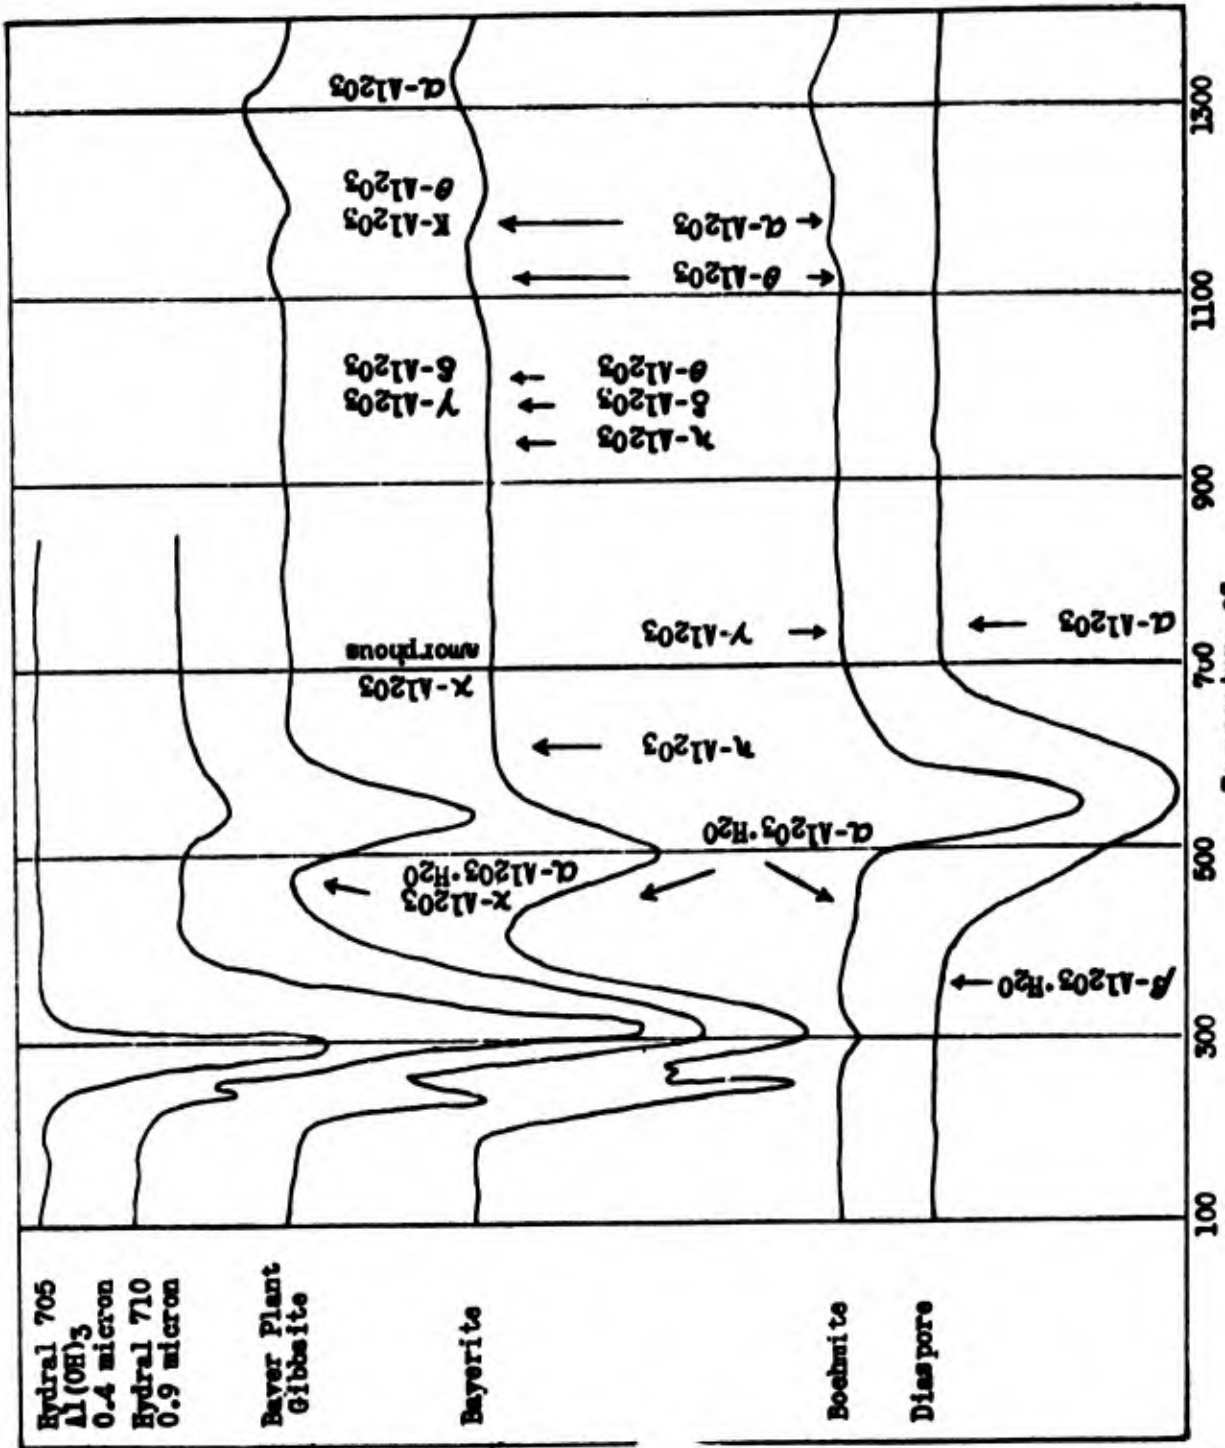 Hydral 705
Al(OH)3
0.4 micron
Hydral 710
0.9 micron
Bayer Plant
Gibbsite
Bayerite
Boehmite
Diaspore
α-Al2O3
θ-Al2O3
K-Al2O3
α-Al2O3
θ-Al2O3
δ-Al2O3
γ-Al2O3
θ-Al2O3
δ-Al2O3
η-Al2O3
amorphous
χ-Al2O3
γ-Al2O3
α-Al2O3
η-Al2O3
α-Al2O3·H2O
α-Al2O3·H2O
χ-Al2O3
β-Al2O3·H2O
100
300
500
700
900
1100
1300